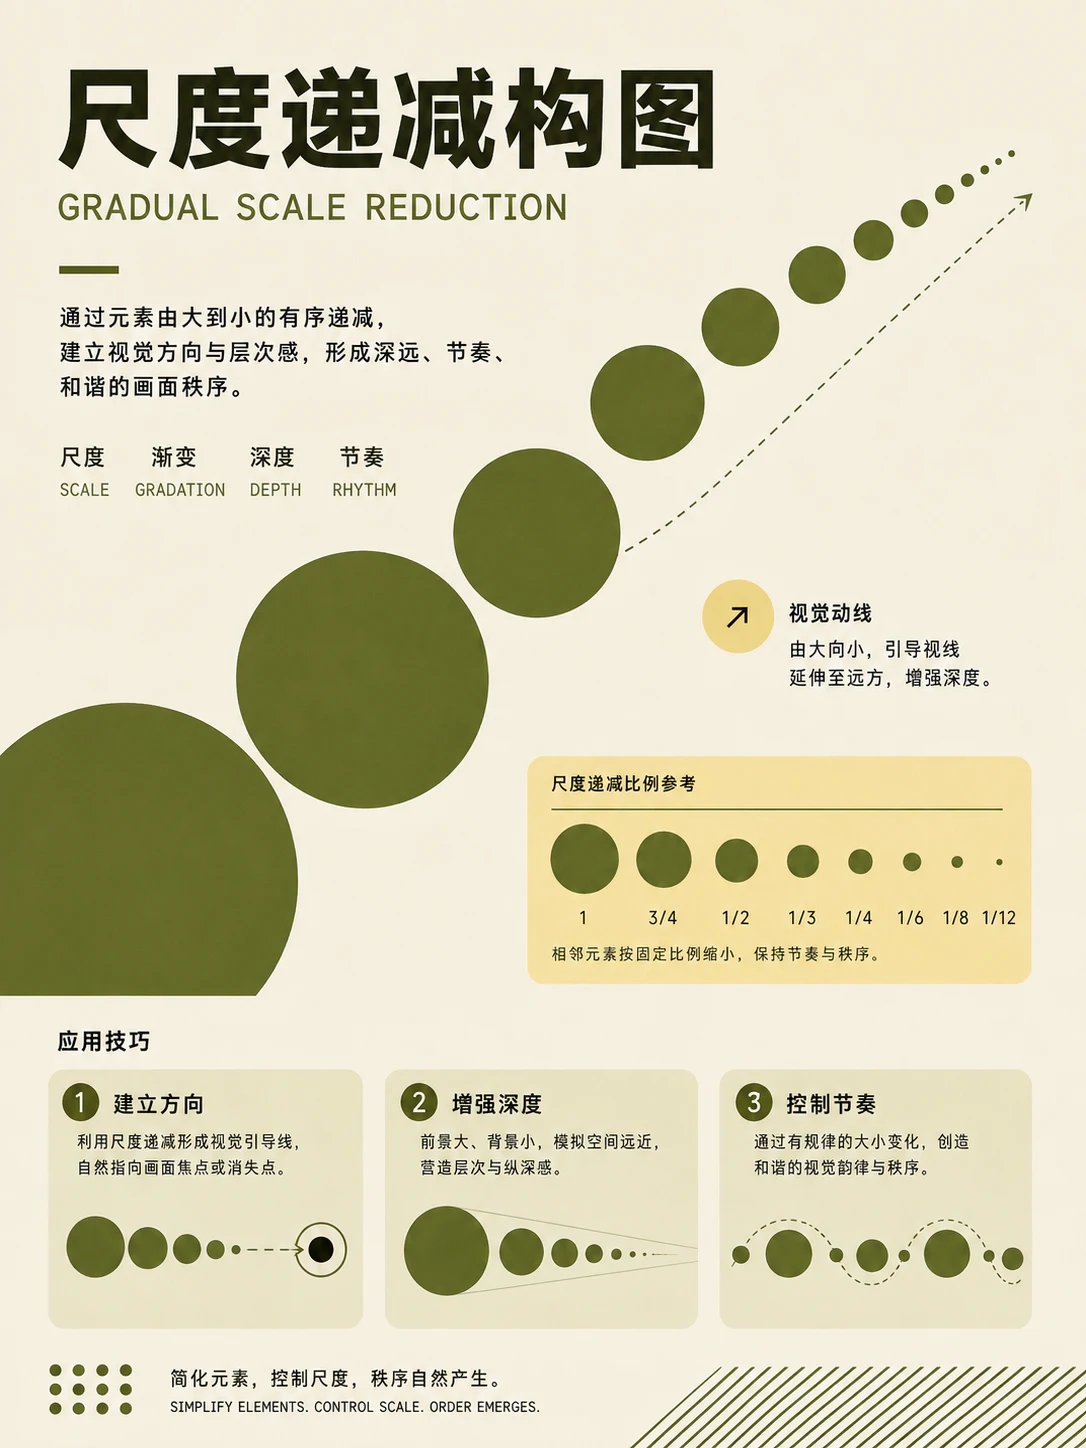 尺度递减构图
GRADUAL SCALE REDUCTION
通过元素由大到小的有序递减，
建立视觉方向与层次感，形成深远、节奏、
和谐的画面秩序。
尺度 渐变 深度 节奏
SCALE GRADATION DEPTH RHYTHM
视觉动线
由大向小，引导视线
延伸至远方，增强深度。
尺度递减比例参考
1 3/4 1/2 1/3 1/4 1/6 1/8 1/12
相邻元素按固定比例缩小，保持节奏与秩序。
应用技巧
1 建立方向
利用尺度递减形成视觉引导线，
自然指向画面焦点或消失点。
2 增强深度
前景大、背景小，模拟空间远近，
营造层次与纵深感。
3 控制节奏
通过有规律的大小变化，创造
和谐的视觉韵律与秩序。
简化元素，控制尺度，秩序自然产生。
SIMPLIFY ELEMENTS. CONTROL SCALE. ORDER EMERGES.